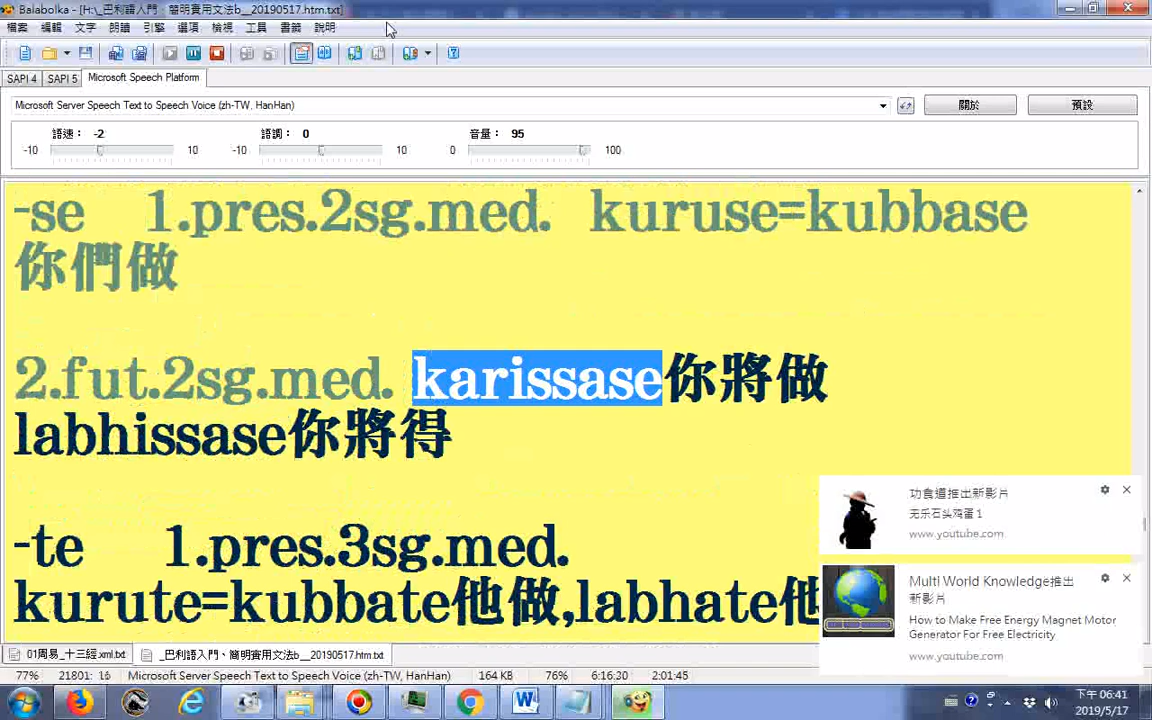 Balabolka - [H:\_巴利語入門、簡明實用文法b__20190517.htm.txt]
檔案 編輯 文字 朗讀 引擎 選項 檢視 工具 書籤 說明
SAPI 4 SAPI 5 Microsoft Speech Platform
Microsoft Server Speech Text to Speech Voice (zh-TW, HanHan) 關於 預設
語速： -2 語調： 0 音量： 95
-10 10 -10 10 0 100
-se 1.pres.2sg.med. kuruse=kubbase
你們做
2.fut.2sg.med. karissase你將做
labhissase你將得
-te 1.pres.3sg.med.
kurute=kubbate他做,labhate他
功食遵推出新影片
无乐石头鸡蛋 1
www.youtube.com
Multi World Knowledge推出
新影片
How to Make Free Energy Magnet Motor
Generator For Free Electricity
www.youtube.com
01周易_十三經.xml.txt _巴利語入門、簡明實用文法b__20190517.htm.txt
77% 21801: 16 Microsoft Server Speech Text to Speech Voice (zh-TW, HanHan) 164 KB 76% 6:16:30 2:01:45
下午 06:41
2019/5/17